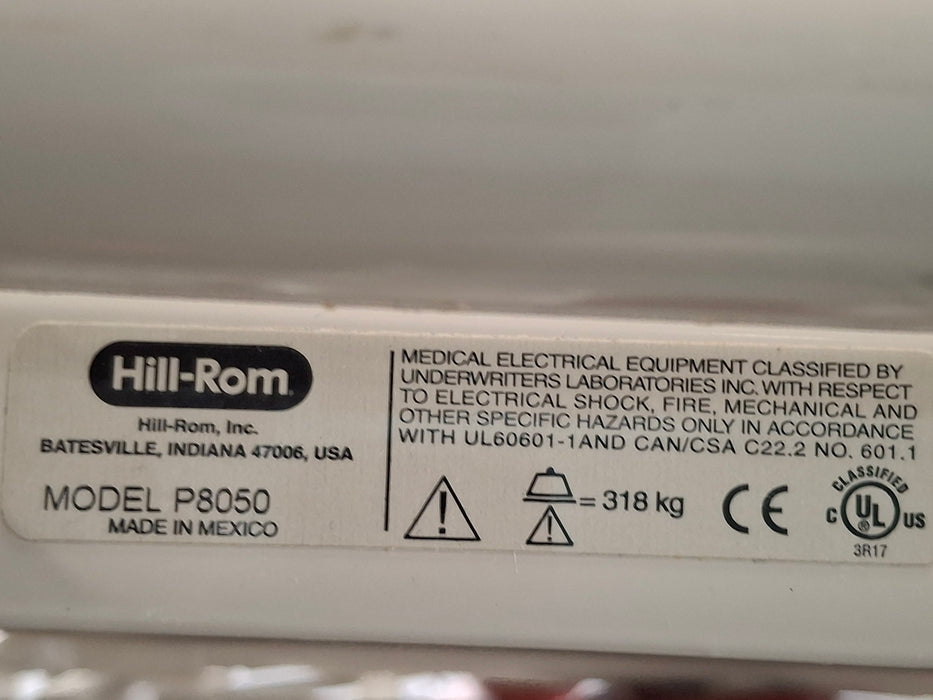 Hill-Rom®
Hill-Rom, Inc.
BATESVILLE, INDIANA 47006, USA
MODEL P8050
MADE IN MEXICO
MEDICAL ELECTRICAL EQUIPMENT CLASSIFIED BY
UNDERWRITERS LABORATORIES INC. WITH RESPECT
TO ELECTRICAL SHOCK, FIRE, MECHANICAL AND
OTHER SPECIFIC HAZARDS ONLY IN ACCORDANCE
WITH UL60601-1AND CAN/CSA C22.2 NO. 601.1
! ! = 318 kg CE
CLASSIFIED
C UL® US
3R17